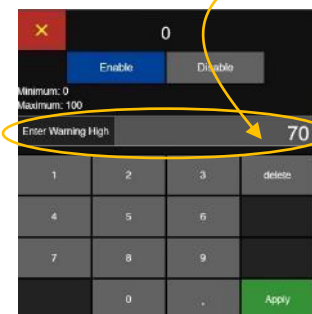 × 0
Enable Disable
Minimum: 0
Maximum: 100
Enter Warning High 70
1 2 3 delete
4 5 6
7 8 9
0 . Apply